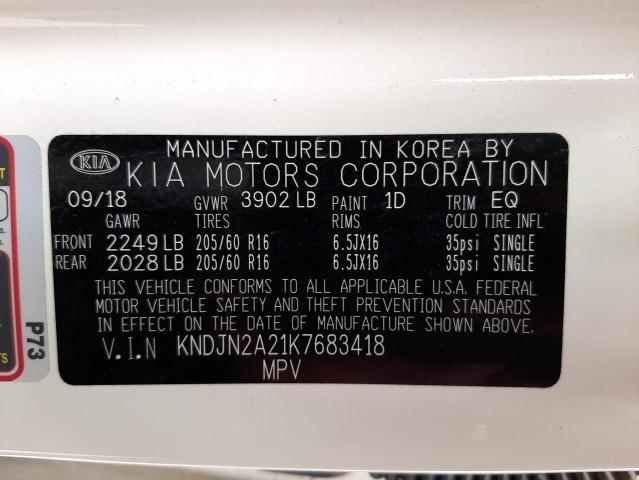 MANUFACTURED IN KOREA BY
KIA KIA MOTORS CORPORATION
09/18 GVWR 3902 LB PAINT 1D TRIM EQ
GAWR TIRES RIMS COLD TIRE INFL
FRONT 2249 LB 205/60 R16 6.5JX16 35psi SINGLE
REAR 2028 LB 205/60 R16 6.5JX16 35psi SINGLE
THIS VEHICLE CONFORMS TO ALL APPLICABLE U.S.A. FEDERAL
MOTOR VEHICLE SAFETY AND THEFT PREVENTION STANDARDS
IN EFFECT ON THE DATE OF MANUFACTURE SHOWN ABOVE.
V.I.N KNDJN2A21K7683418
MPV
P73